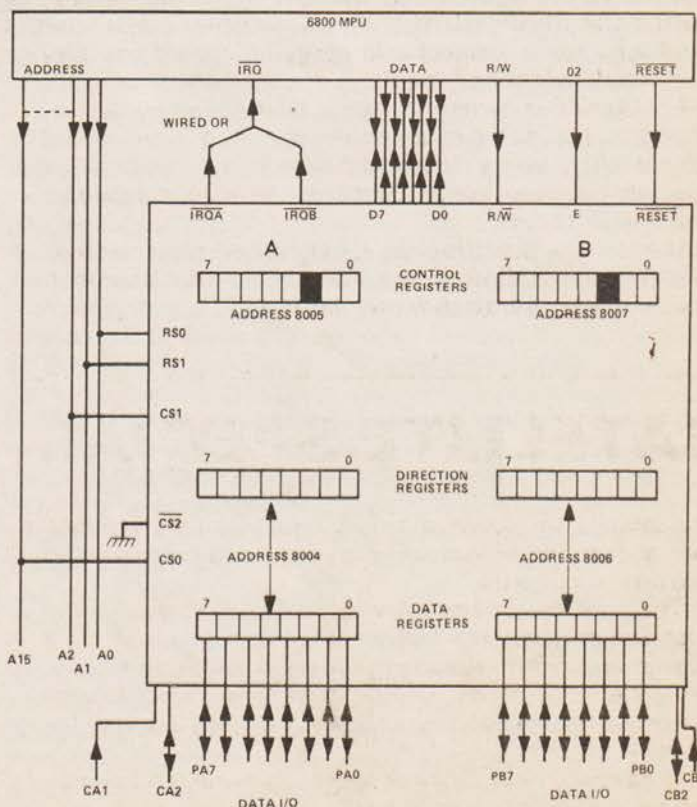 6800 MPU
ADDRESS IRQ DATA R/W 02 RESET
WIRED OR
IRQA IRQB D7 D0 R/W E RESET
A B
7 0 CONTROL REGISTERS 7 0
ADDRESS 8005 ADDRESS 8007
RS0
RS1
CS1
7 0 DIRECTION REGISTERS 7 0
CS2
CS0
ADDRESS 8004 ADDRESS 8006
7 0 DATA REGISTERS 7 0
A15 A2 A1 A0
CA1 CA2 PA7 PA0 PB7 PB0 CB2
DATA I/O DATA I/O